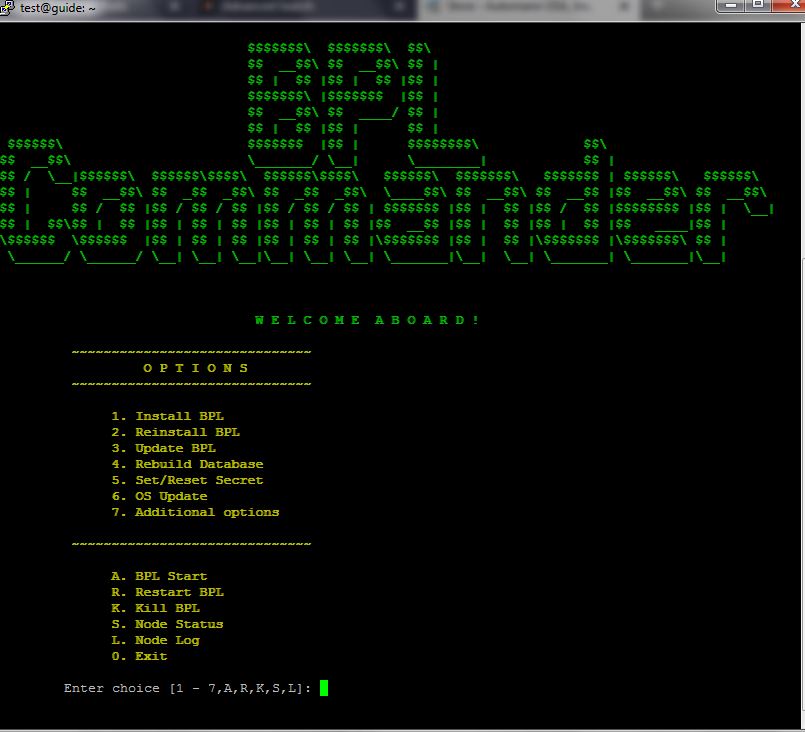 test@guide: ~
BPL
Commander
W E L C O M E  A B O A R D !
~~~~~~~~~~~~~~~~~~~~~~~~~~~~~~
O P T I O N S
~~~~~~~~~~~~~~~~~~~~~~~~~~~~~~
1. Install BPL
2. Reinstall BPL
3. Update BPL
4. Rebuild Database
5. Set/Reset Secret
6. OS Update
7. Additional options
~~~~~~~~~~~~~~~~~~~~~~~~~~~~~~
A. BPL Start
R. Restart BPL
K. Kill BPL
S. Node Status
L. Node Log
0. Exit
Enter choice [1 - 7,A,R,K,S,L]: